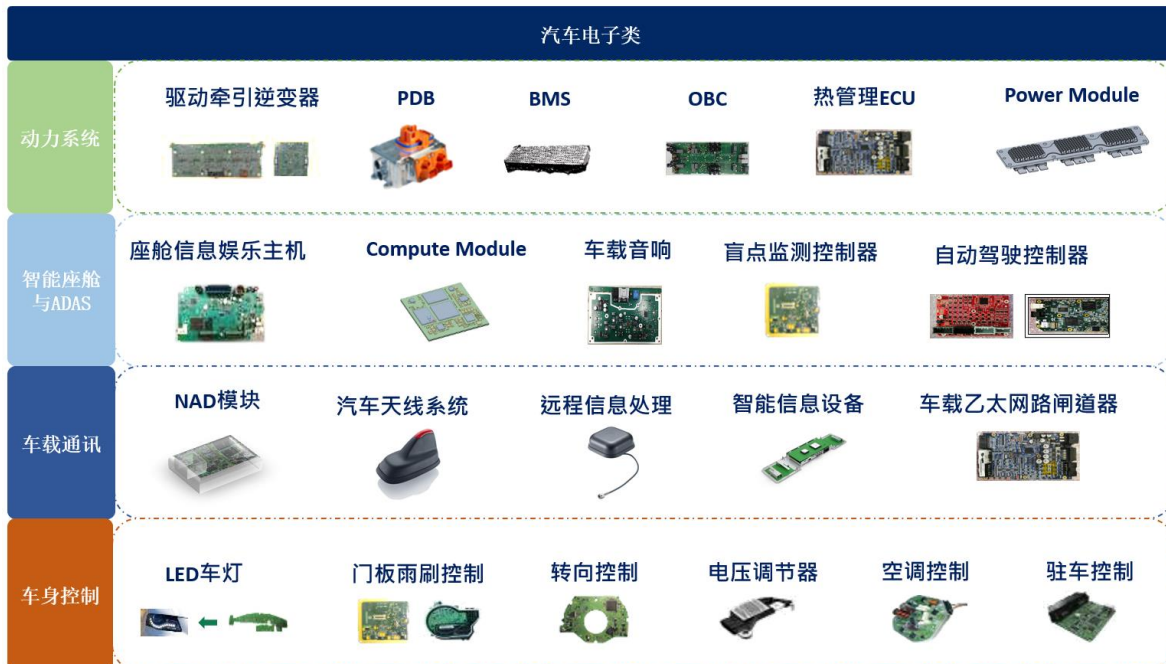 汽车电子类
动力系统
驱动牵引逆变器
PDB
BMS
OBC
热管理ECU
Power Module
智能座舱
与ADAS
座舱信息娱乐主机
Compute Module
车载音响
盲点监测控制器
自动驾驶控制器
车载通讯
NAD模块
汽车天线系统
远程信息处理
智能信息设备
车载乙太网路闸道器
车身控制
LED车灯
门板雨刷控制
转向控制
电压调节器
空调控制
驻车控制